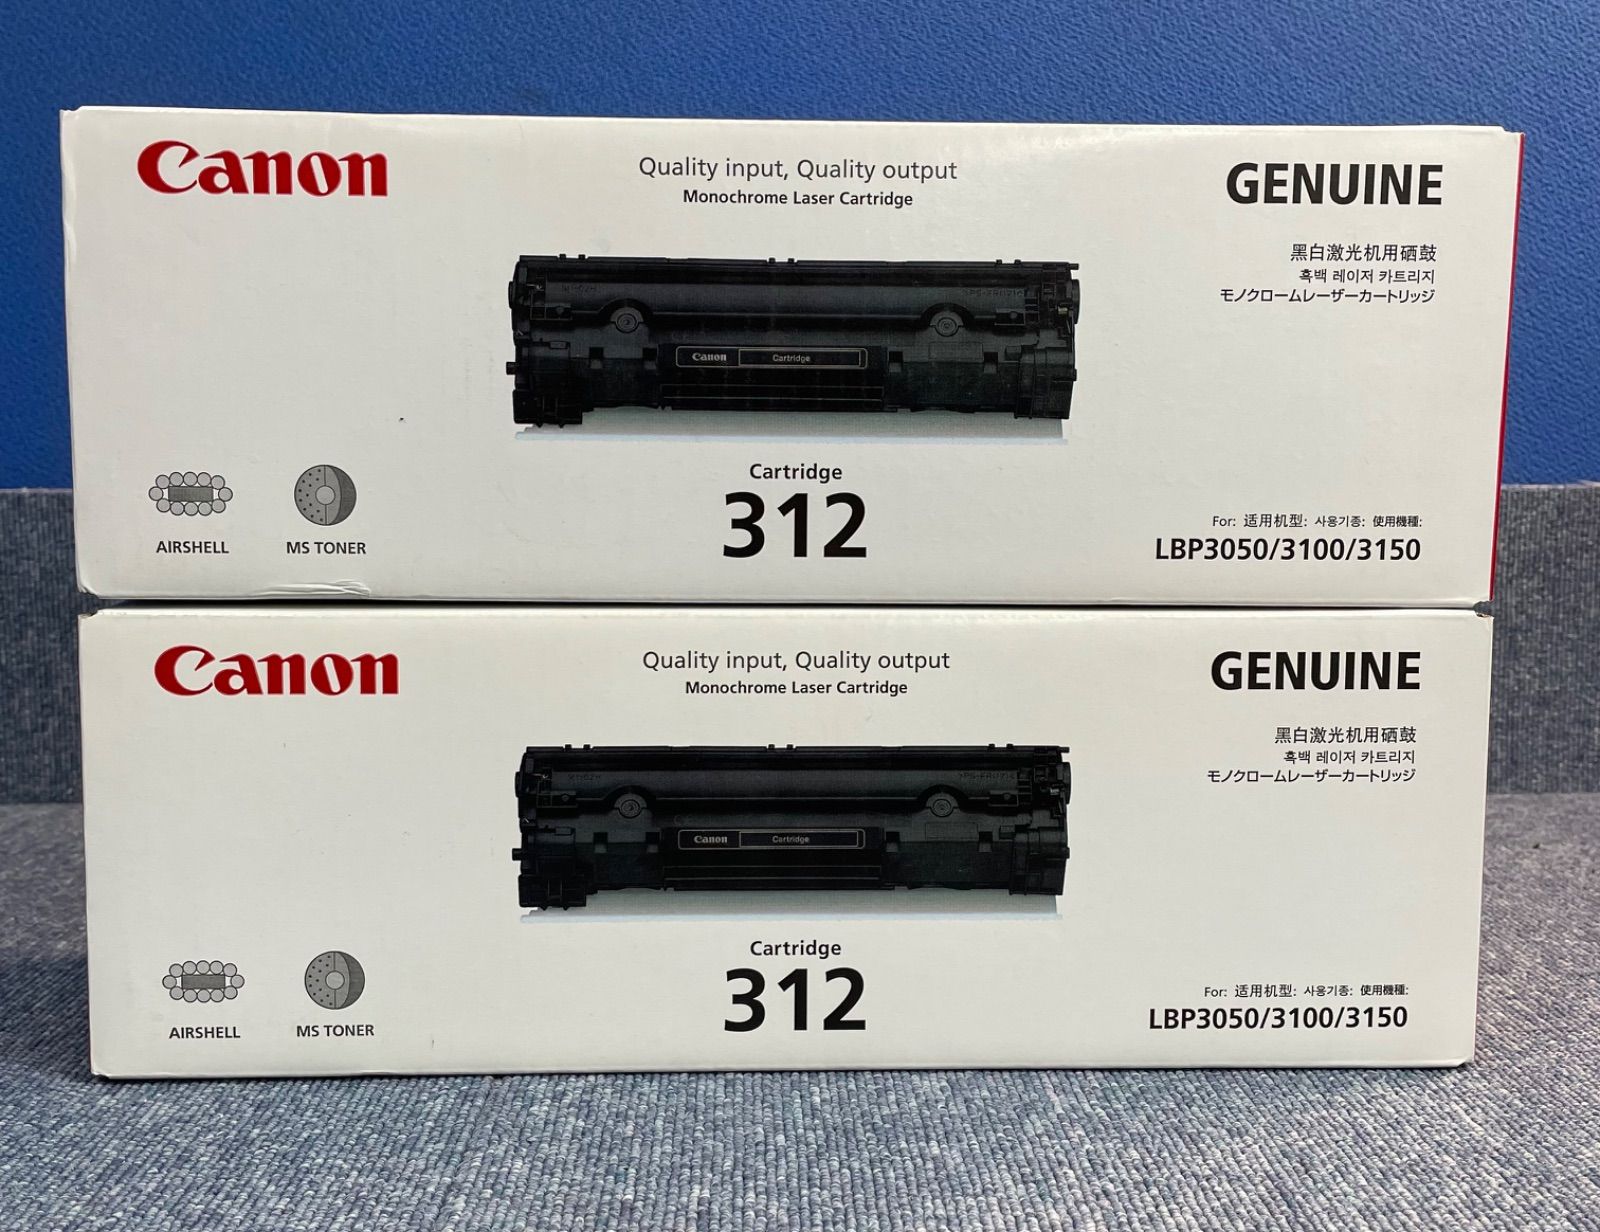 Canon
Quality input, Quality output
Monochrome Laser Cartridge
GENUINE
黑白激光机用硒鼓
흑백 레이저 카트리지
モノクロームレーザーカートリッジ
Canon Cartridge
Cartridge
312
AIRSHELL
MS TONER
For: 适用机型: 사용기종: 使用機種:
LBP3050/3100/3150
Canon
Quality input, Quality output
Monochrome Laser Cartridge
GENUINE
黑白激光机用硒鼓
흑백 레이저 카트리지
モノクロームレーザーカートリッジ
Canon Cartridge
Cartridge
312
AIRSHELL
MS TONER
For: 适用机型: 사용기종: 使用機種:
LBP3050/3100/3150